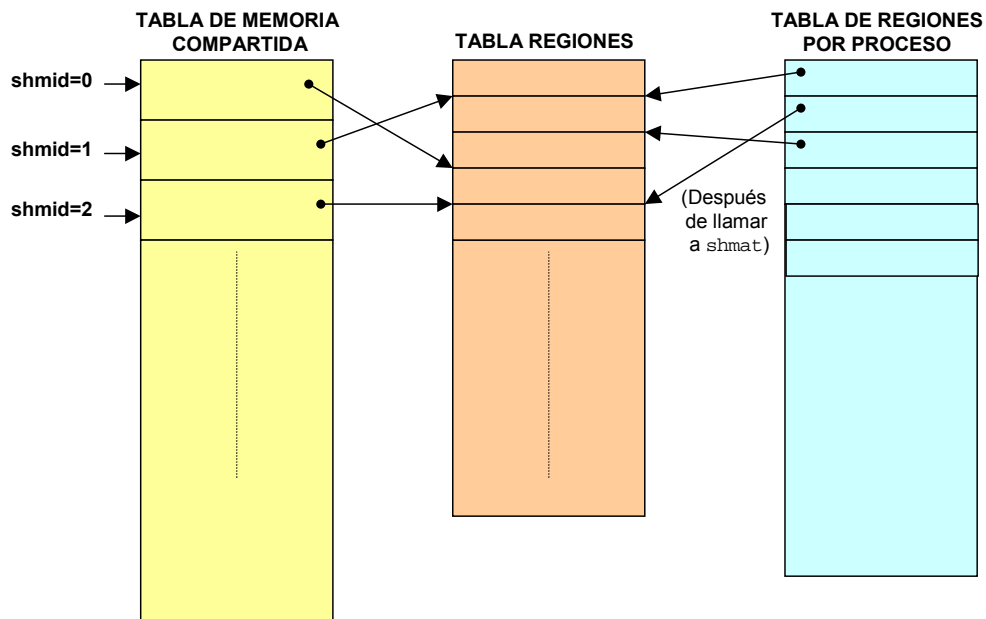 TABLA DE MEMORIA
COMPARTIDA
TABLA REGIONES
TABLA DE REGIONES
POR PROCESO
shmid=0
shmid=1
shmid=2
(Después
de llamar
a shmat)